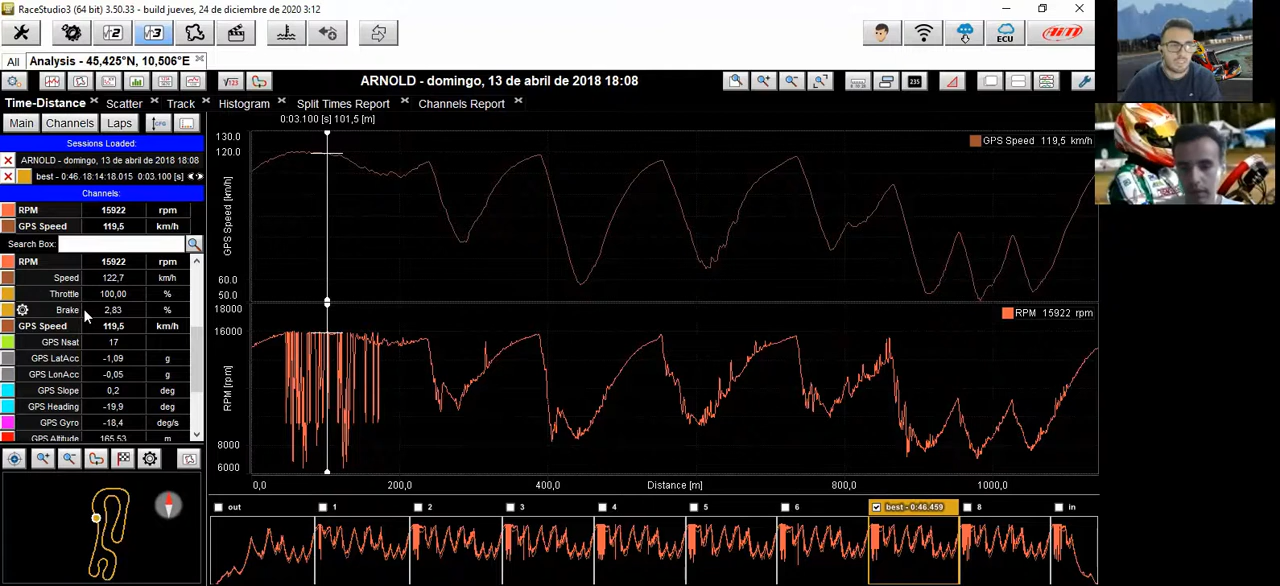 RaceStudio3 (64 bit) 3.50.33 - build jueves, 24 de diciembre de 2020 3:12
2 3 ECU AiM
All Analysis - 45,425°N, 10,506°E
ARNOLD - domingo, 13 de abril de 2018 18:08
235
Time-Distance Scatter Track Histogram Split Times Report Channels Report
Main Channels Laps
0:03.100 [s] 101,5 [m]
Sessions Loaded:
ARNOLD - domingo, 13 de abril de 2018 18:08
best - 0:46. 18:14:18.015 0:03.100 [s]
Channels:
RPM 15922 rpm
GPS Speed 119,5 km/h
Search Box:
RPM 15922 rpm
Speed 122,7 km/h
Throttle 100,00 %
Brake 2,83 %
GPS Speed 119,5 km/h
GPS Nsat 17
GPS LatAcc -1,09 g
GPS LonAcc -0,05 g
GPS Slope 0,2 deg
GPS Heading -19,9 deg
GPS Gyro -18,4 deg/s
GPS Altitude 165,53 m
GPS Speed 119,5 km/h
130.0
120.0
GPS Speed [km/h]
60.0
50.0
RPM 15922 rpm
18000
16000
RPM [rpm]
8000
6000
0,0 200,0 400,0 Distance [m] 800,0 1000,0
out 1 2 3 4 5 6 best - 0:46.459 8 in